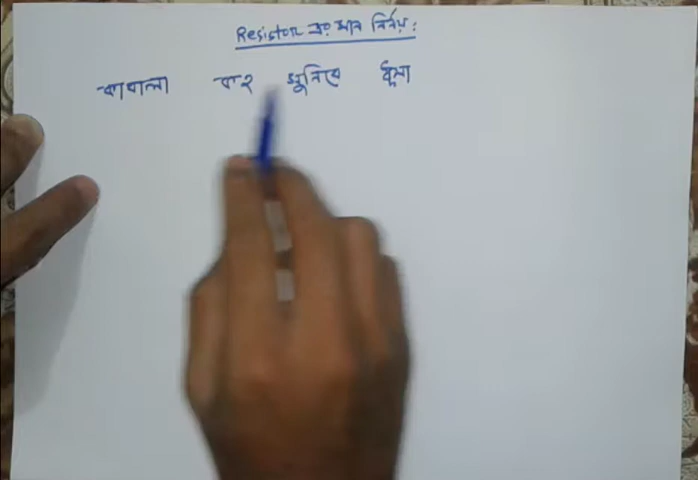 Resistor এর মান নির্ণয় :
কাবালা কহ সুনিবে ধুলা